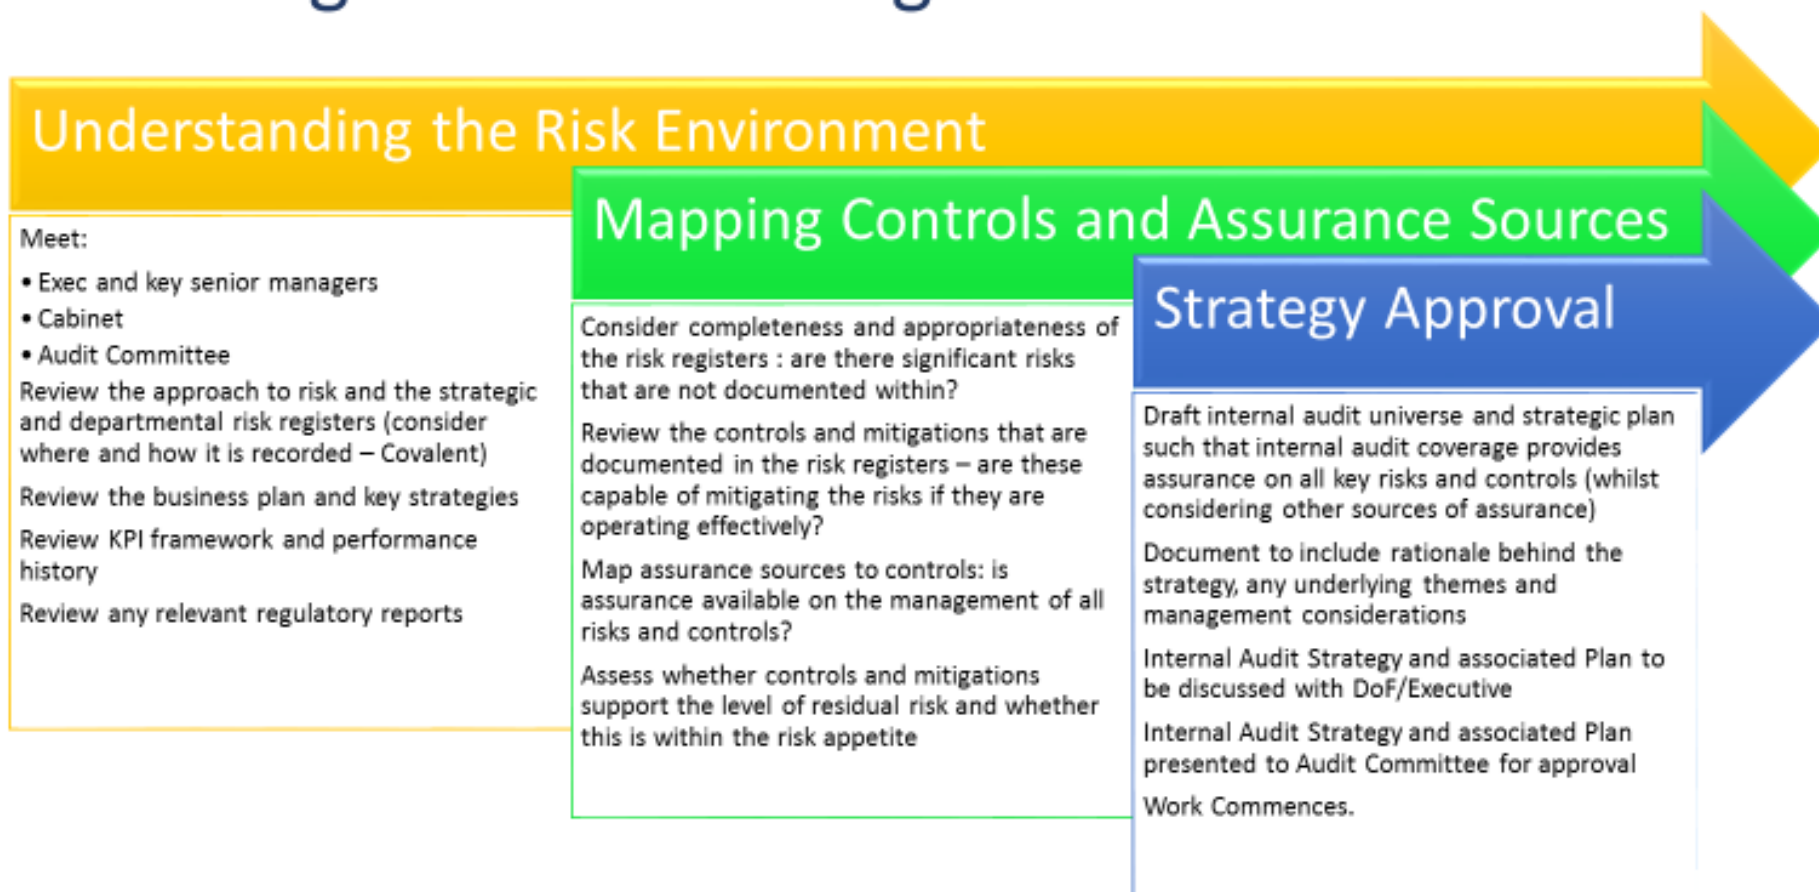 Understanding the Risk Environment
Meet:
• Exec and key senior managers
• Cabinet
• Audit Committee
Review the approach to risk and the strategic
and departmental risk registers (consider
where and how it is recorded – Covalent)
Review the business plan and key strategies
Review KPI framework and performance
history
Review any relevant regulatory reports
Mapping Controls and Assurance Sources
Consider completeness and appropriateness of
the risk registers : are there significant risks
that are not documented within?
Review the controls and mitigations that are
documented in the risk registers – are these
capable of mitigating the risks if they are
operating effectively?
Map assurance sources to controls: is
assurance available on the management of all
risks and controls?
Assess whether controls and mitigations
support the level of residual risk and whether
this is within the risk appetite
Strategy Approval
Draft internal audit universe and strategic plan
such that internal audit coverage provides
assurance on all key risks and controls (whilst
considering other sources of assurance)
Document to include rationale behind the
strategy, any underlying themes and
management considerations
Internal Audit Strategy and associated Plan to
be discussed with DoF/Executive
Internal Audit Strategy and associated Plan
presented to Audit Committee for approval
Work Commences.